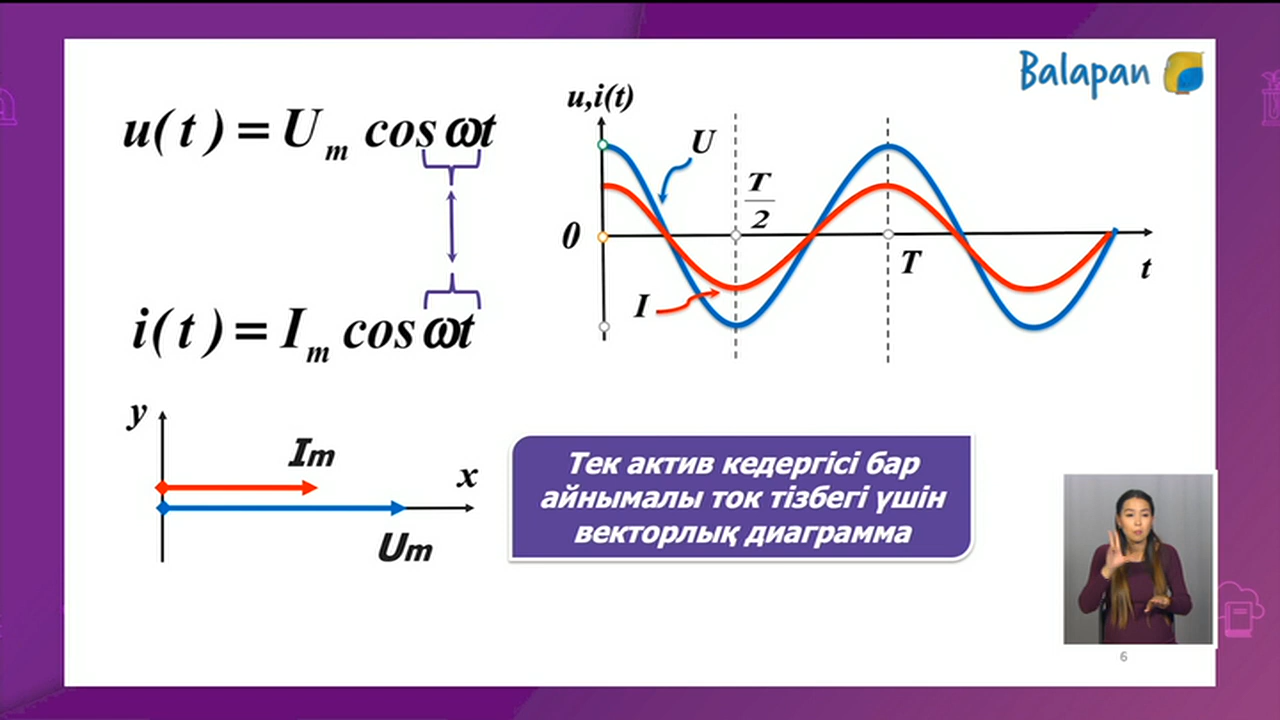 Balapan
u(t) = U_m cos ωt
i(t) = I_m cos ωt
u,i(t)
U
T/2
0
T
t
I
y
Im
x
Um
Тек актив кедергісі бар
айнымалы ток тізбегі үшін
векторлық диаграмма
6